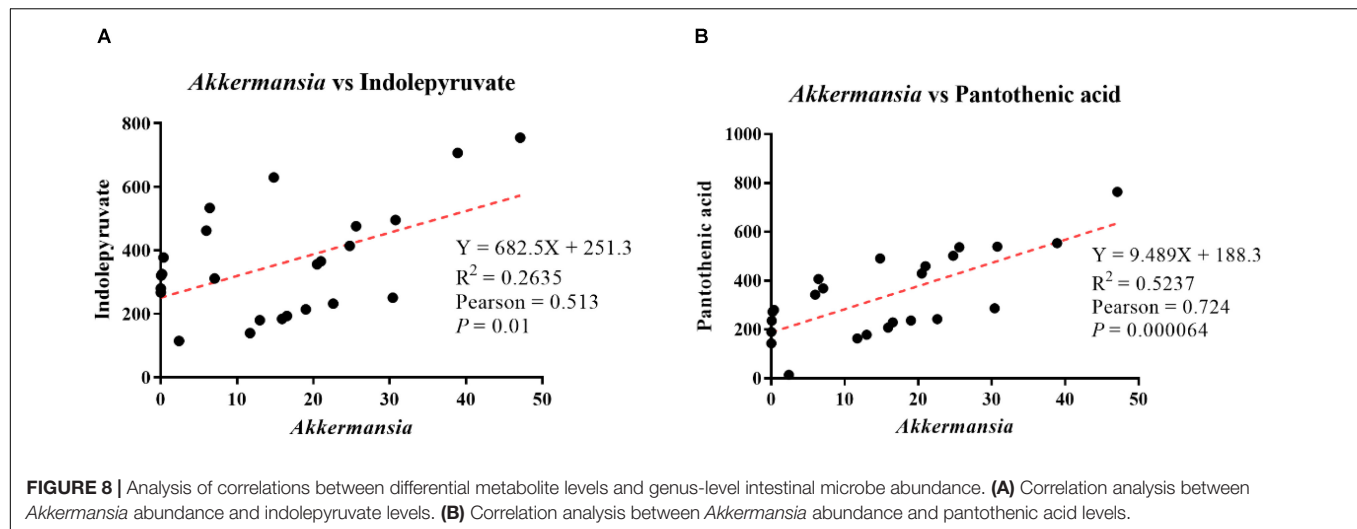 A
Akkermansia vs Indolepyruvate
800
600
400
200
0
Indolepyruvate
0 10 20 30 40 50
Akkermansia
Y = 682.5X + 251.3
R² = 0.2635
Pearson = 0.513
P = 0.01
B
Akkermansia vs Pantothenic acid
1000
800
600
400
200
0
Pantothenic acid
0 10 20 30 40 50
Akkermansia
Y = 9.489X + 188.3
R² = 0.5237
Pearson = 0.724
P = 0.000064
FIGURE 8 | Analysis of correlations between differential metabolite levels and genus-level intestinal microbe abundance. (A) Correlation analysis between
Akkermansia abundance and indolepyruvate levels. (B) Correlation analysis between Akkermansia abundance and pantothenic acid levels.